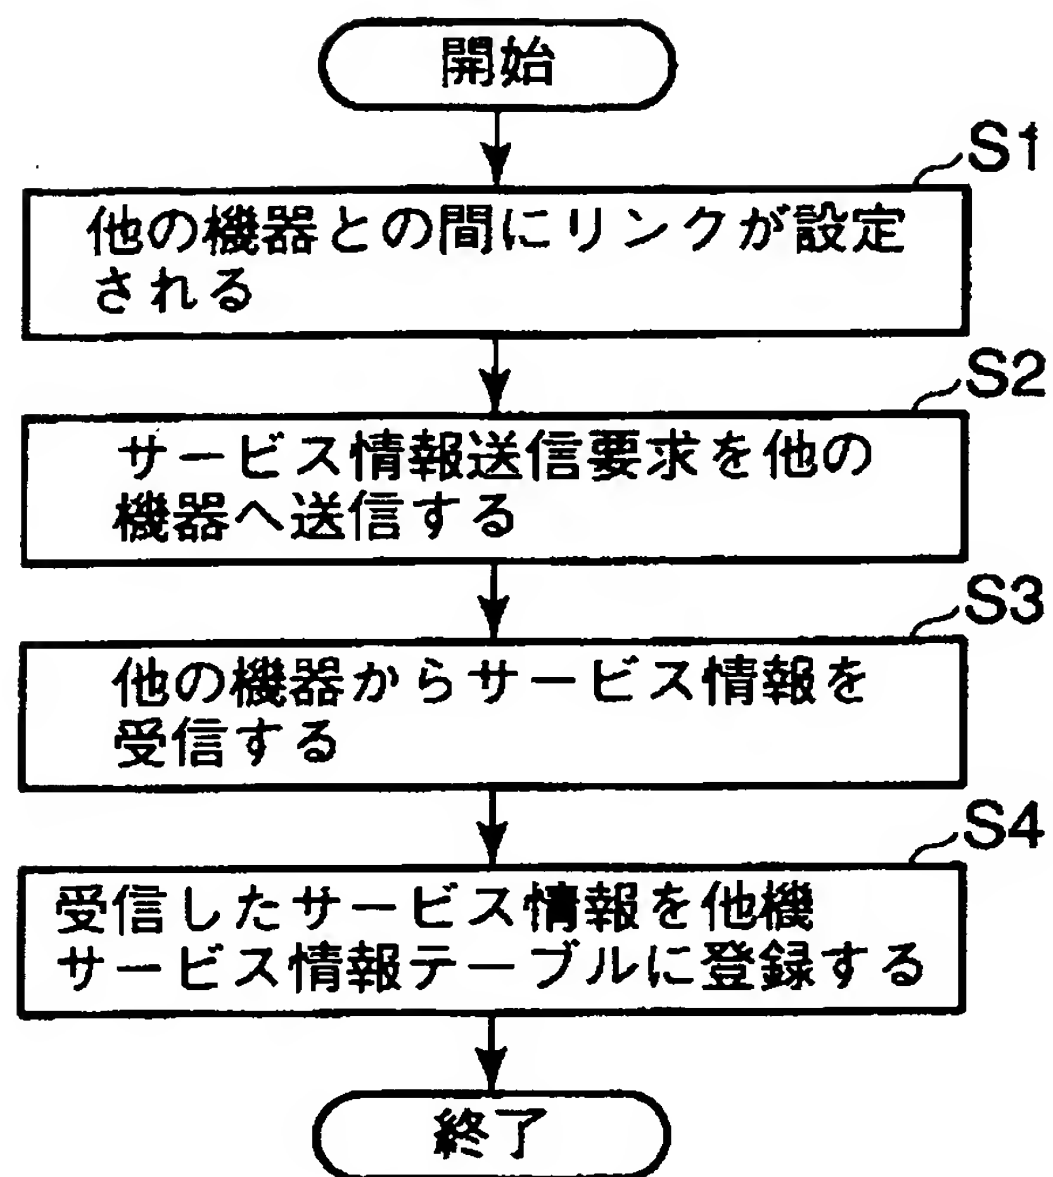 開始
S1
他の機器との間にリンクが設定
される
S2
サービス情報送信要求を他の
機器へ送信する
S3
他の機器からサービス情報を
受信する
S4
受信したサービス情報を他機
サービス情報テーブルに登録する
終了